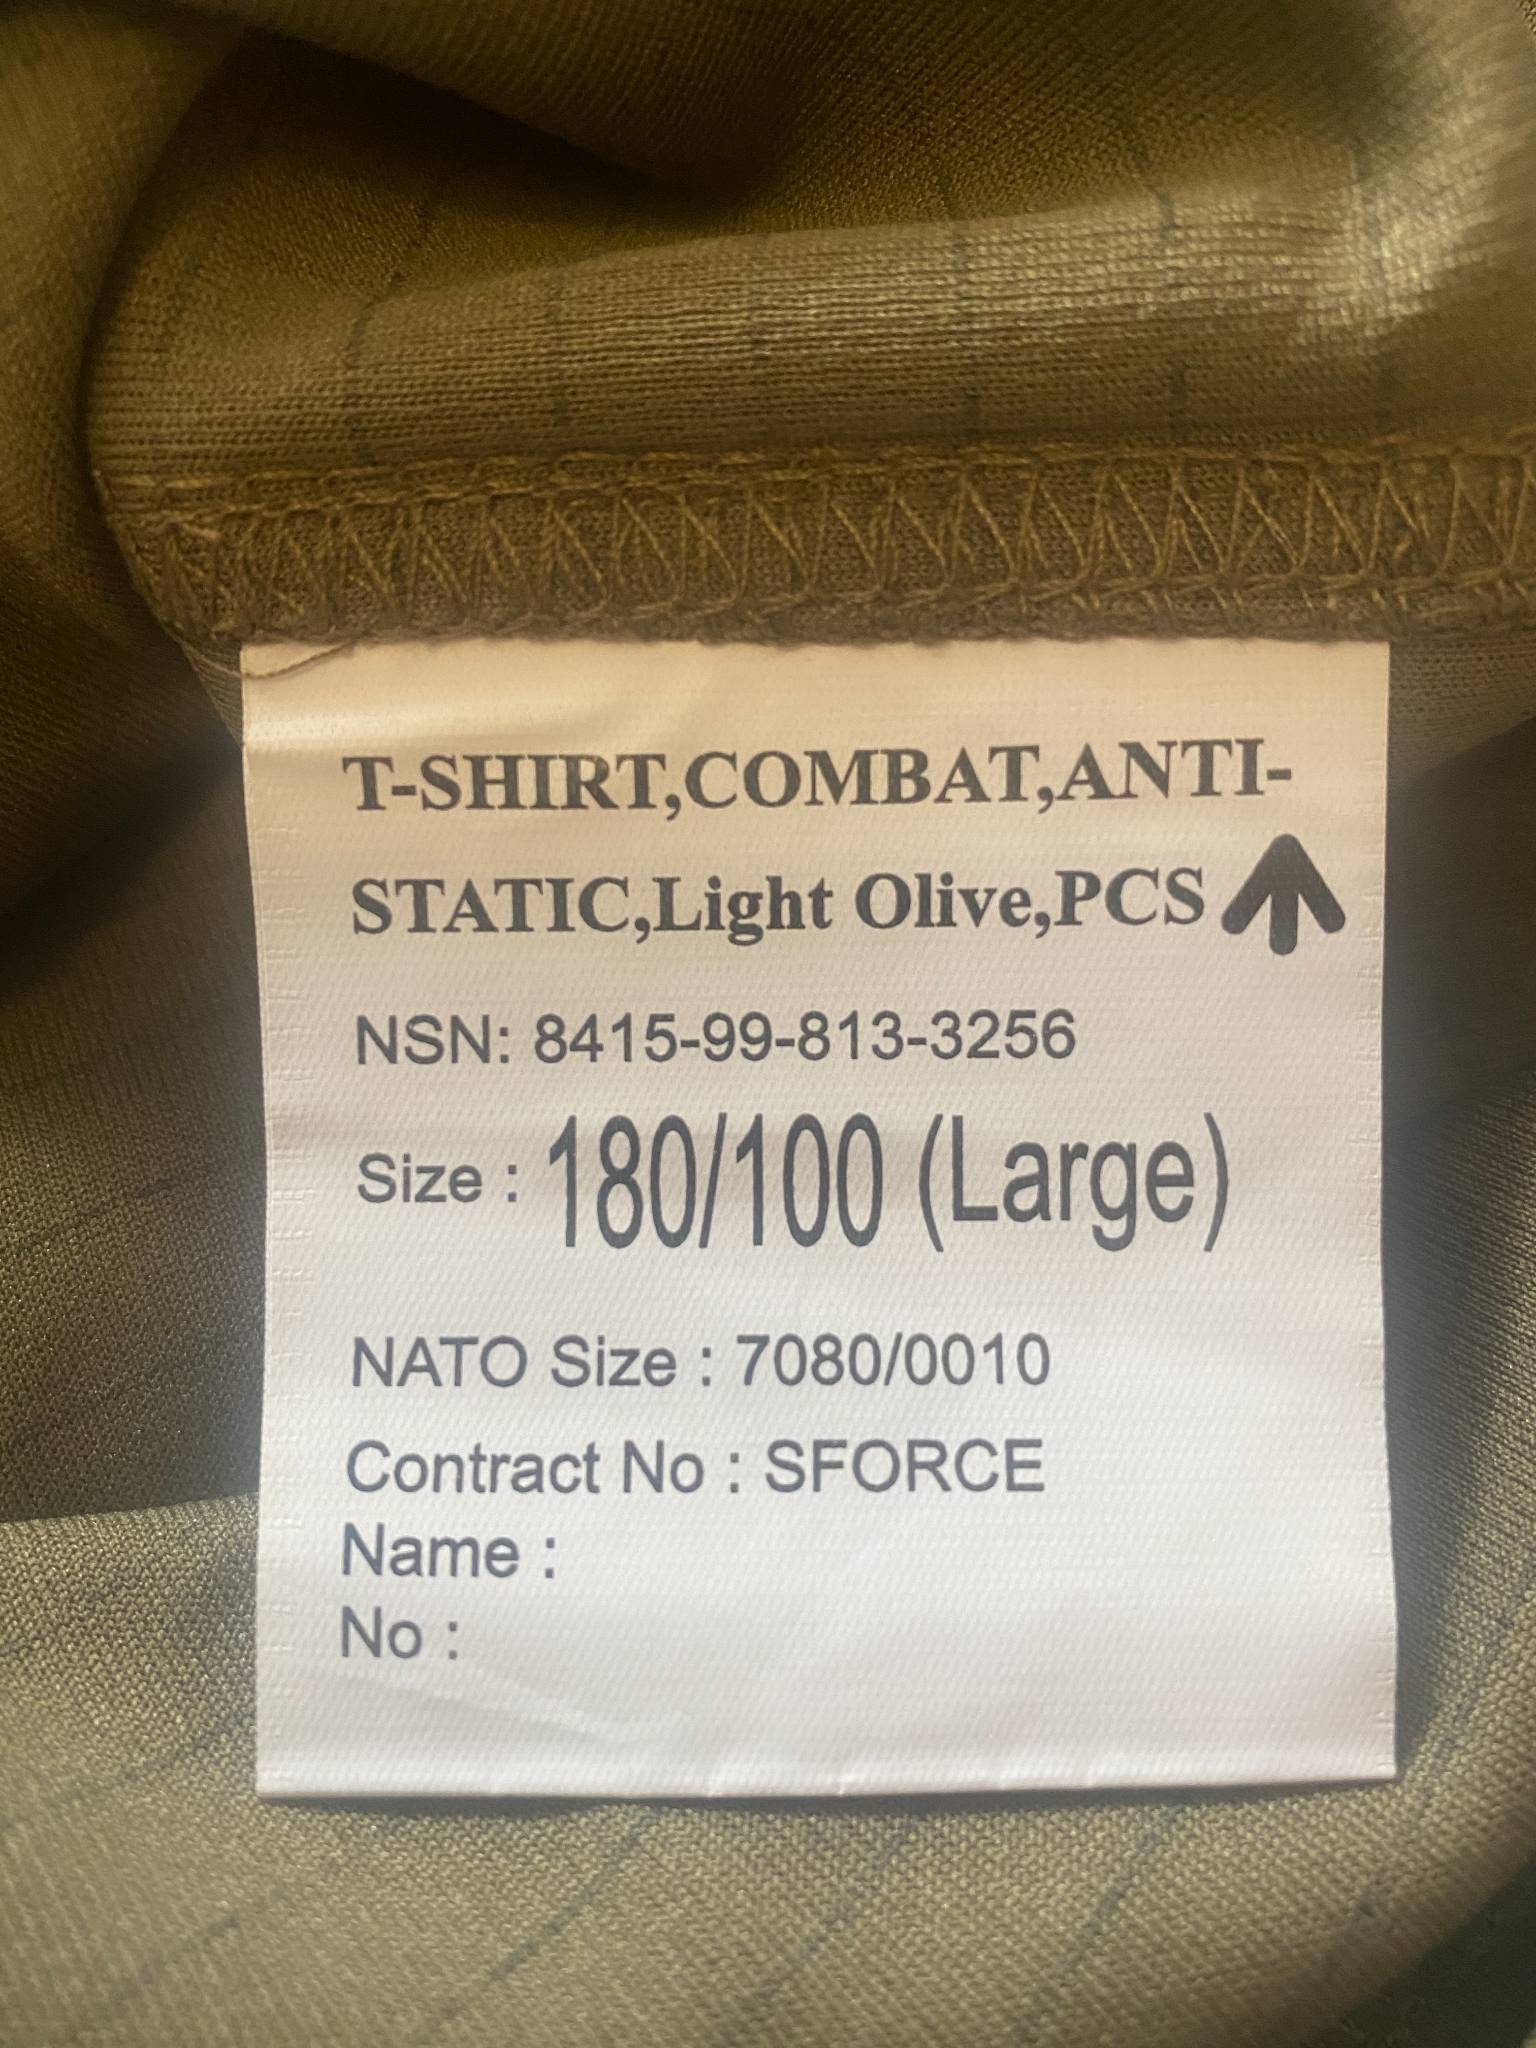 T-SHIRT,COMBAT,ANTI-
STATIC,Light Olive,PCS
NSN: 8415-99-813-3256
Size : 180/100 (Large)
NATO Size : 7080/0010
Contract No : SFORCE
Name :
No :